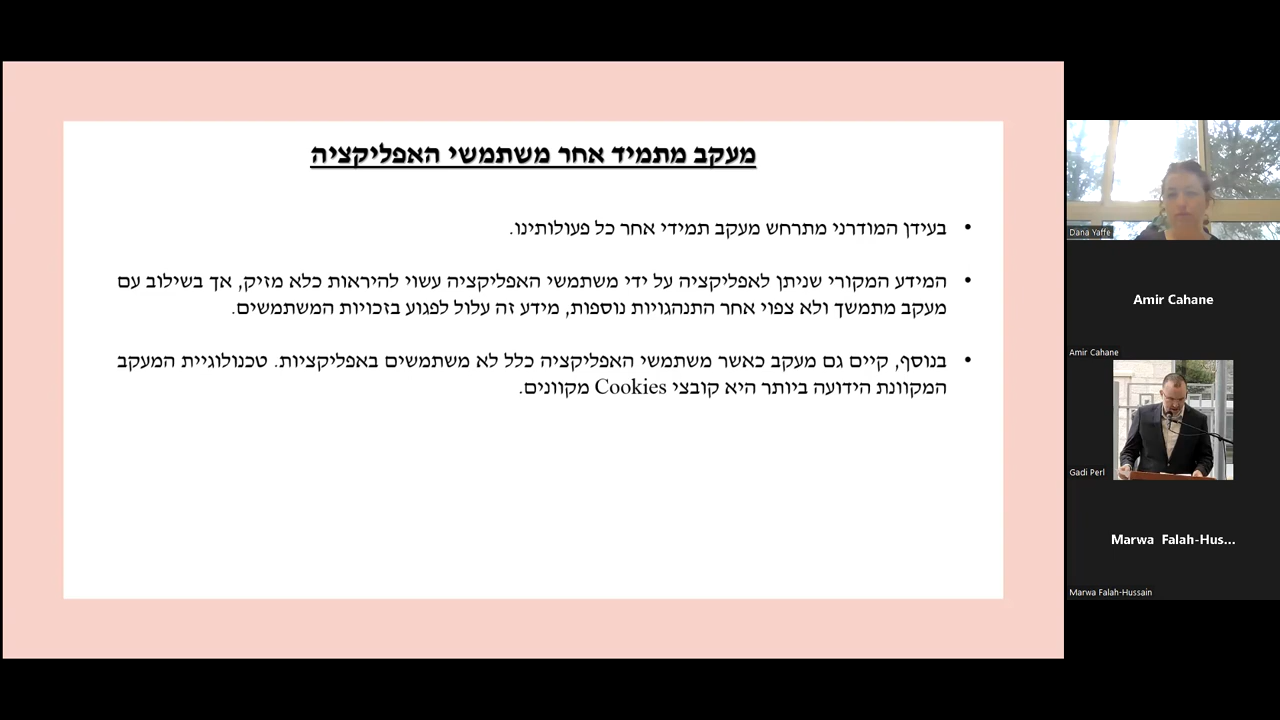 מעקב מתמיד אחר משתמשי האפליקציה
• בעידן המודרני מתרחש מעקב תמידי אחר כל פעולותינו.
• המידע המקורי שניתן לאפליקציה על ידי משתמשי האפליקציה עשוי להיראות כלא מזיק, אך בשילוב עם
מעקב מתמשך ולא צפוי אחר התנהגויות נוספות, מידע זה עלול לפגוע בזכויות המשתמשים.
• בנוסף, קיים גם מעקב כאשר משתמשי האפליקציה כלל לא משתמשים באפליקציות. טכנולוגיית המעקב
המקוונת הידועה ביותר היא קובצי Cookies מקוונים.
Dana Yaffe
Amir Cahane
Amir Cahane
Gadi Perl
Marwa Falah-Hus...
Marwa Falah-Hussain